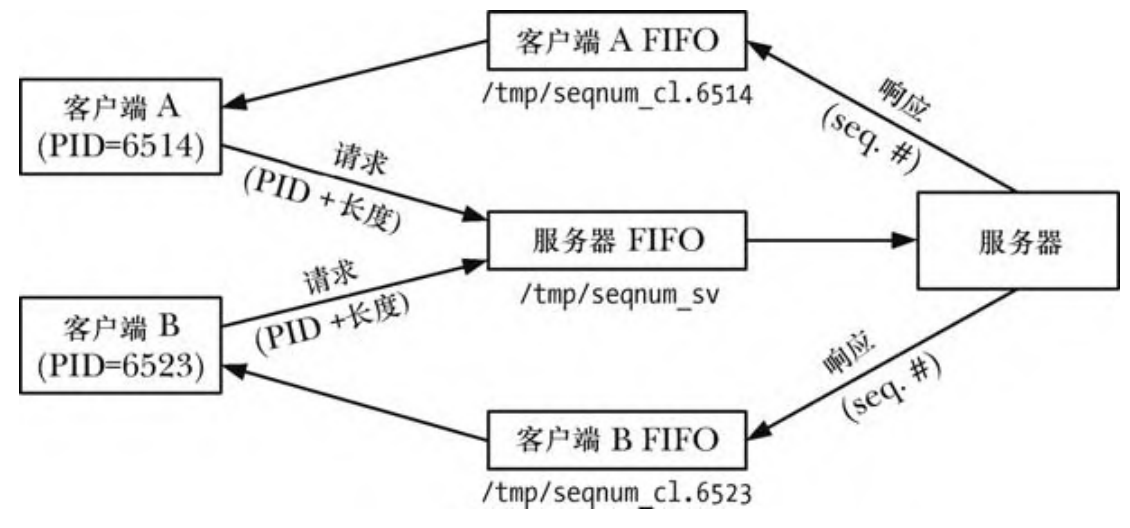 客户端 A FIFO
/tmp/seqnum_cl.6514
客户端 A
(PID=6514)
响应
(seq. #)
请求
(PID +长度)
服务器 FIFO
/tmp/seqnum_sv
服务器
请求
(PID +长度)
客户端 B
(PID=6523)
响应
(seq. #)
客户端 B FIFO
/tmp/seqnum_cl.6523